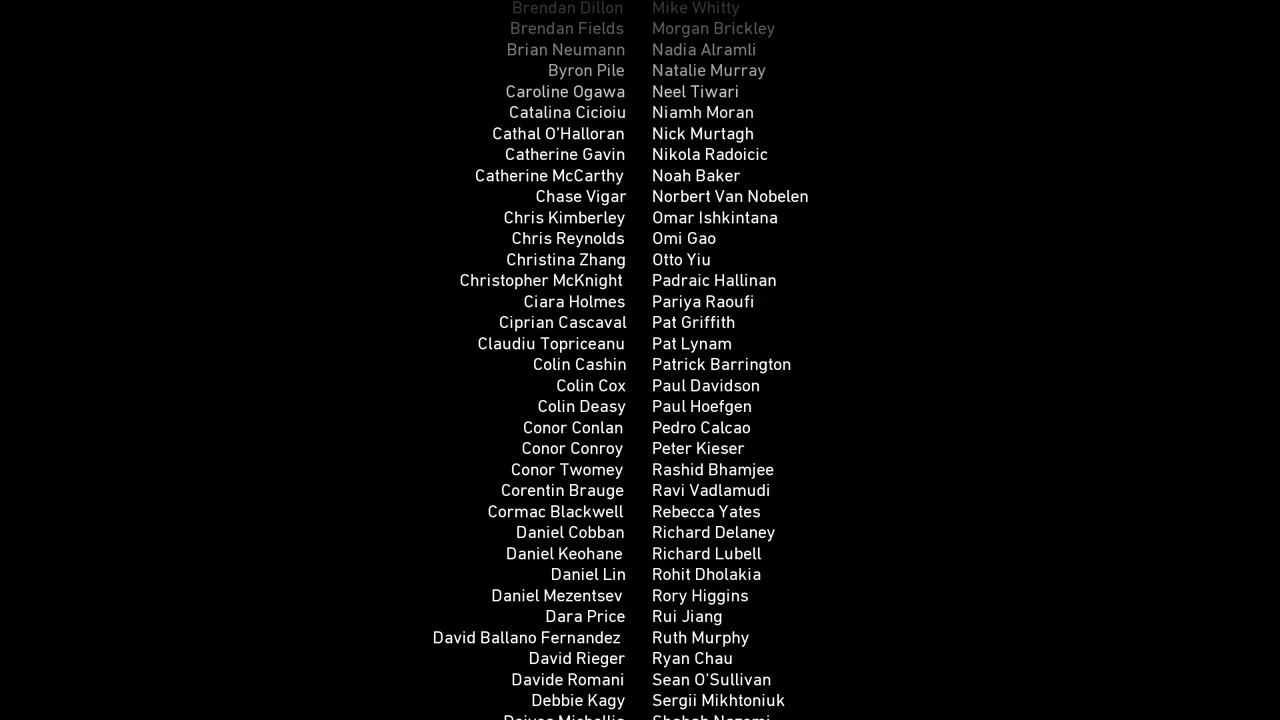 Brendan Dillon Mike Whitty
Brendan Fields Morgan Brickley
Brian Neumann Nadia Alramli
Byron Pile Natalie Murray
Caroline Ogawa Neel Tiwari
Catalina Cicioiu Niamh Moran
Cathal O'Halloran Nick Murtagh
Catherine Gavin Nikola Radoicic
Catherine McCarthy Noah Baker
Chase Vigar Norbert Van Nobelen
Chris Kimberley Omar Ishkintana
Chris Reynolds Omi Gao
Christina Zhang Otto Yiu
Christopher McKnight Padraic Hallinan
Ciara Holmes Pariya Raoufi
Ciprian Cascaval Pat Griffith
Claudiu Topriceanu Pat Lynam
Colin Cashin Patrick Barrington
Colin Cox Paul Davidson
Colin Deasy Paul Hoefgen
Conor Conlan Pedro Calcao
Conor Conroy Peter Kieser
Conor Twomey Rashid Bhamjee
Corentin Brauge Ravi Vadlamudi
Cormac Blackwell Rebecca Yates
Daniel Cobban Richard Delaney
Daniel Keohane Richard Lubell
Daniel Lin Rohit Dholakia
Daniel Mezentsev Rory Higgins
Dara Price Rui Jiang
David Ballano Fernandez Ruth Murphy
David Rieger Ryan Chau
Davide Romani Sean O'Sullivan
Debbie Kagy Sergii Mikhtoniuk